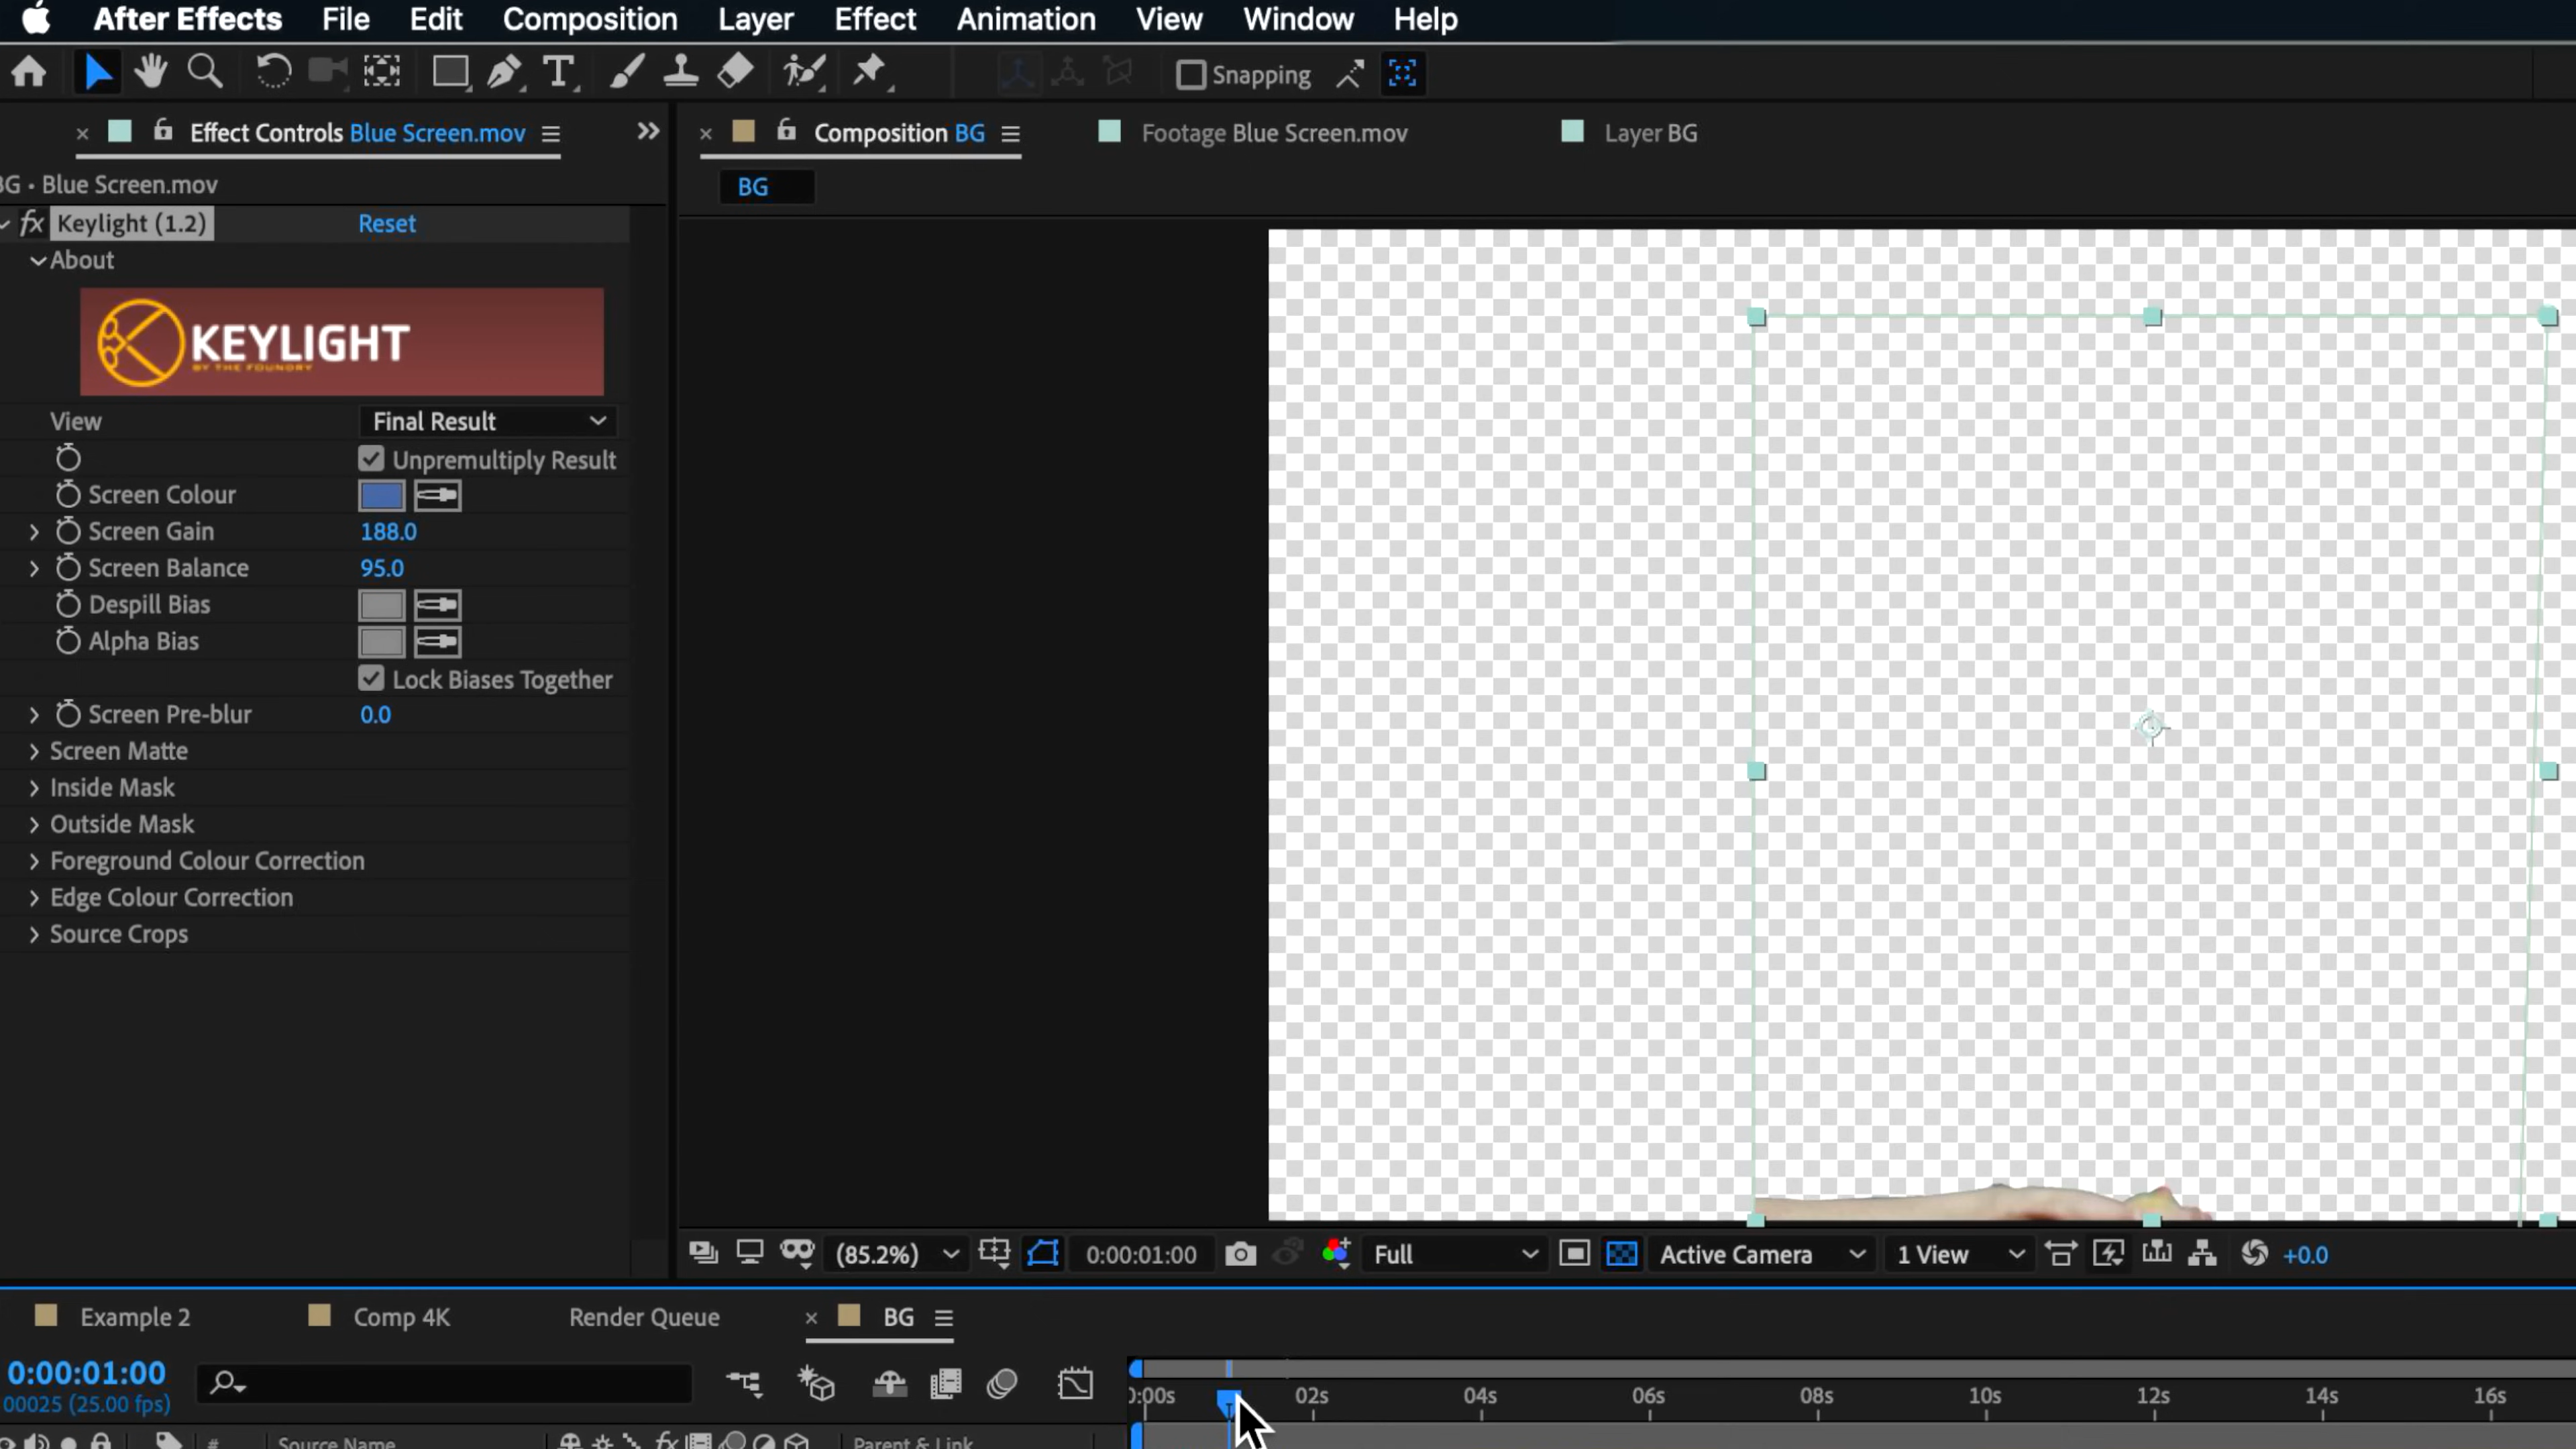 After Effects File Edit Composition Layer Effect Animation View Window Help
Snapping
Effect Controls Blue Screen.mov
Composition BG
Footage Blue Screen.mov
Layer BG
BG • Blue Screen.mov
BG
fx Keylight (1.2) Reset
About
KEYLIGHT
BY THE FOUNDRY
View Final Result
Unpremultiply Result
Screen Colour
Screen Gain 188.0
Screen Balance 95.0
Despill Bias
Alpha Bias
Lock Biases Together
Screen Pre-blur 0.0
Screen Matte
Inside Mask
Outside Mask
Foreground Colour Correction
Edge Colour Correction
Source Crops
(85.2%) 0:00:01:00 Full Active Camera 1 View +0.0
Example 2 Comp 4K Render Queue BG
0:00:01:00
00025 (25.00 fps)
0:00s 02s 04s 06s 08s 10s 12s 14s 16s
# Source Name fx Parent & Link